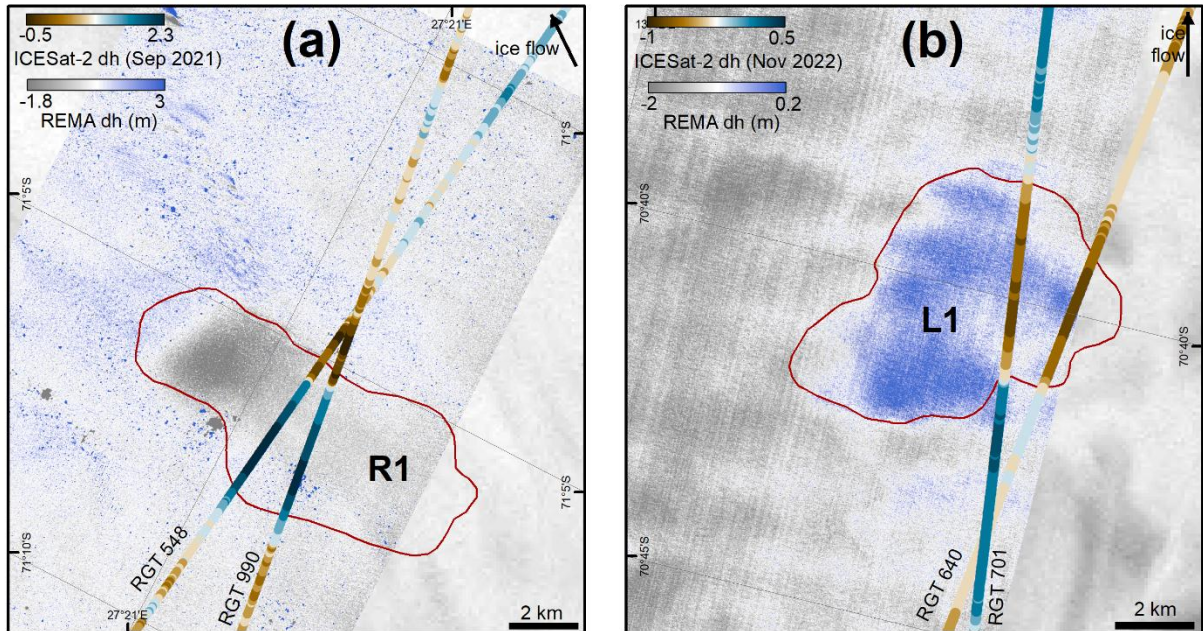 -0.5 2.3
ICESat-2 dh (Sep 2021)
-1.8 3
REMA dh (m)
(a)
27°21'E
ice flow
71°S
71°5'S
R1
71°5'S
71°10'S
RGT 548
RGT 990
27°21'E
2 km
-1 0.5
ICESat-2 dh (Nov 2022)
-2 0.2
REMA dh (m)
(b)
ice
flow
70°40'S
L1
70°40'S
70°45'S
RGT 640
RGT 701
2 km